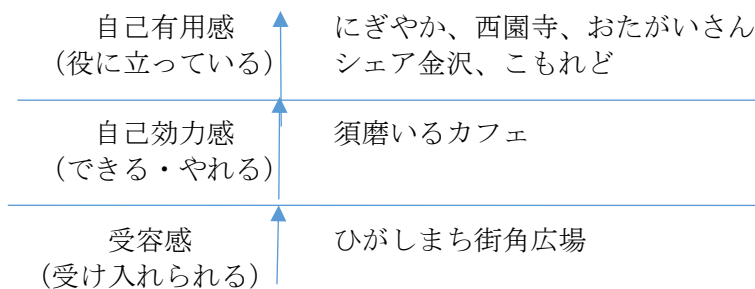 自己有用感
(役に立っている)
にぎやか、西園寺、おたがいさん
シェア金沢、こもれど
自己効力感
(できる・やれる)
須磨いるカフェ
受容感
(受け入れられる)
ひがしまち街角広場